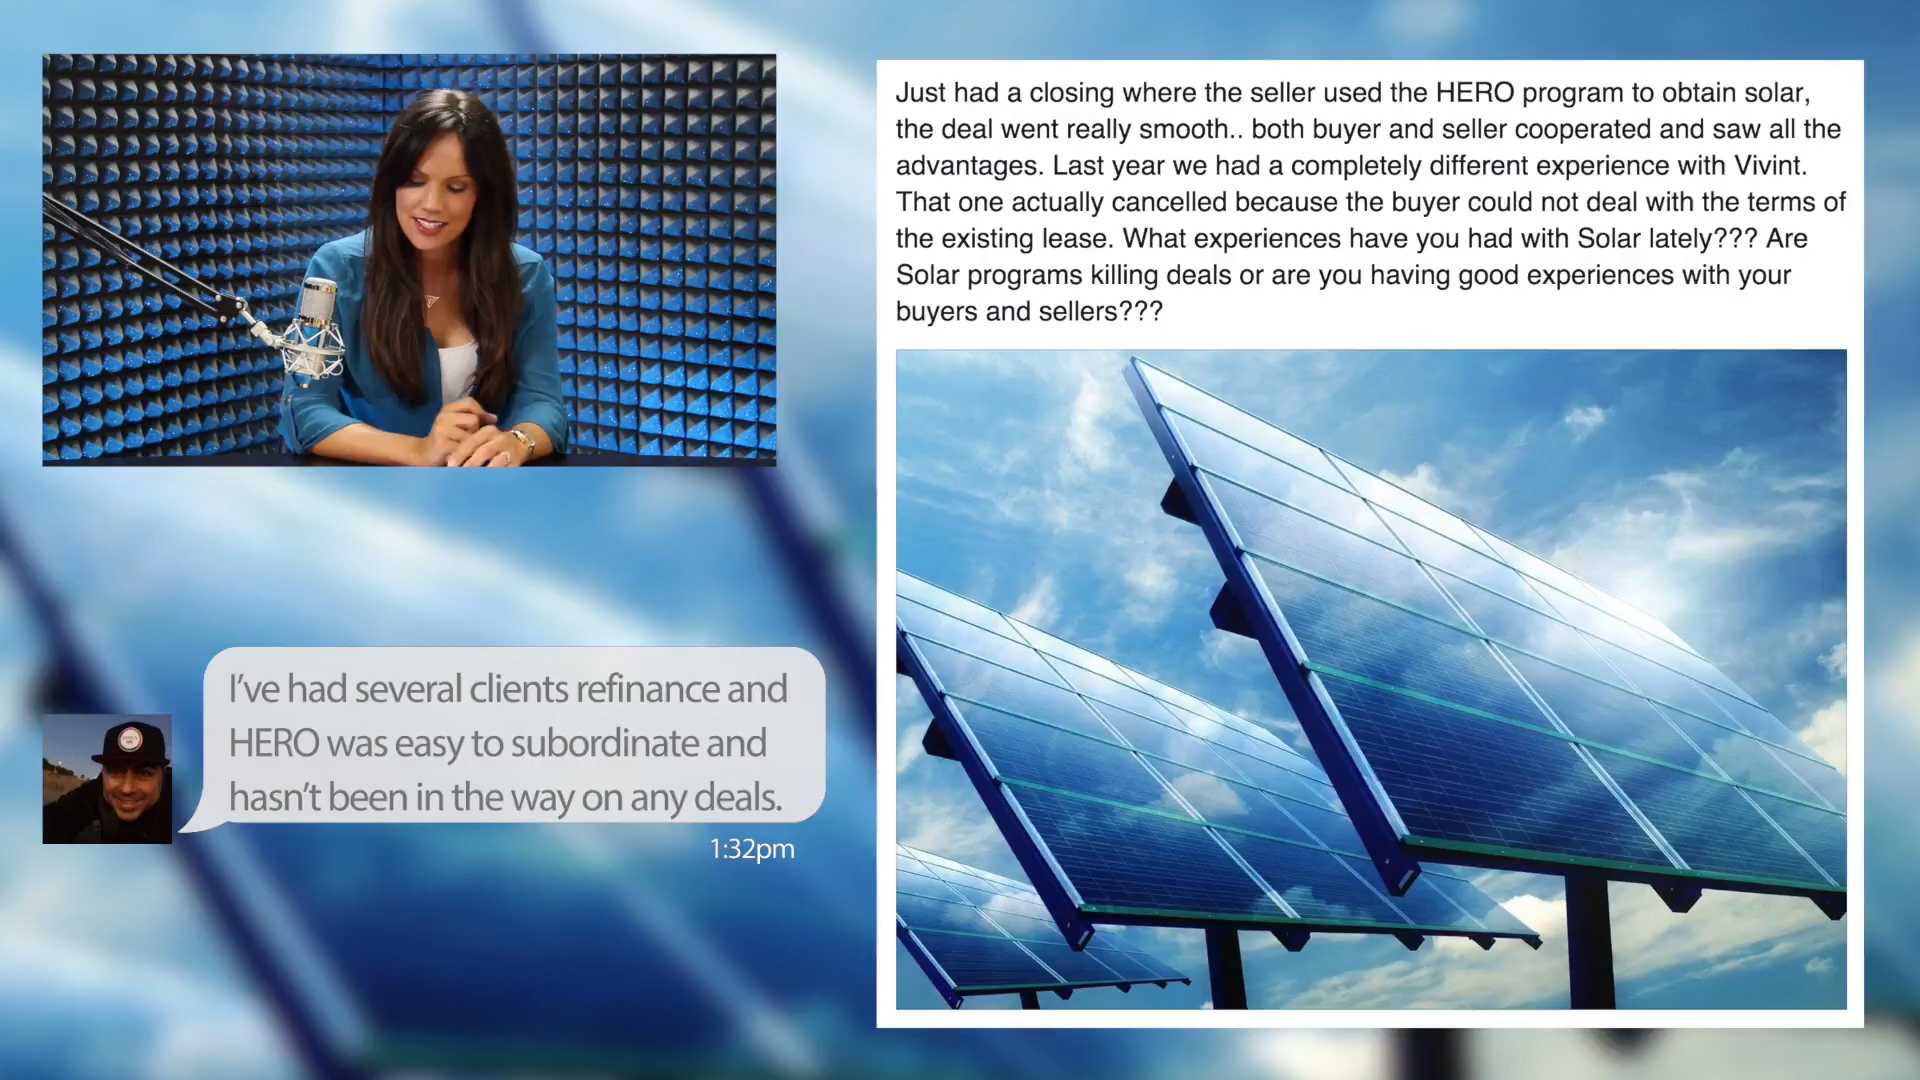 Just had a closing where the seller used the HERO program to obtain solar,
the deal went really smooth.. both buyer and seller cooperated and saw all the
advantages. Last year we had a completely different experience with Vivint.
That one actually cancelled because the buyer could not deal with the terms of
the existing lease. What experiences have you had with Solar lately??? Are
Solar programs killing deals or are you having good experiences with your
buyers and sellers???
I've had several clients refinance and
HERO was easy to subordinate and
hasn't been in the way on any deals.
1:32pm